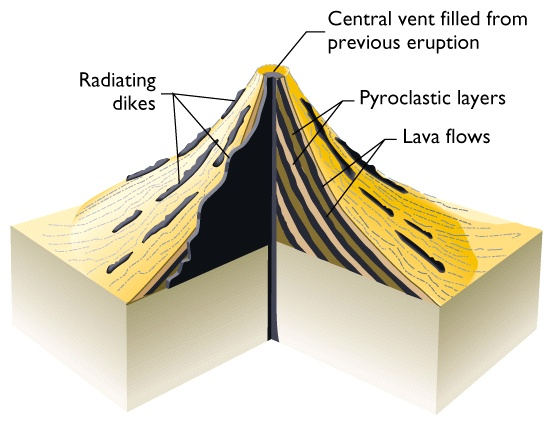 Central vent filled from
previous eruption
Radiating
dikes
Pyroclastic layers
Lava flows